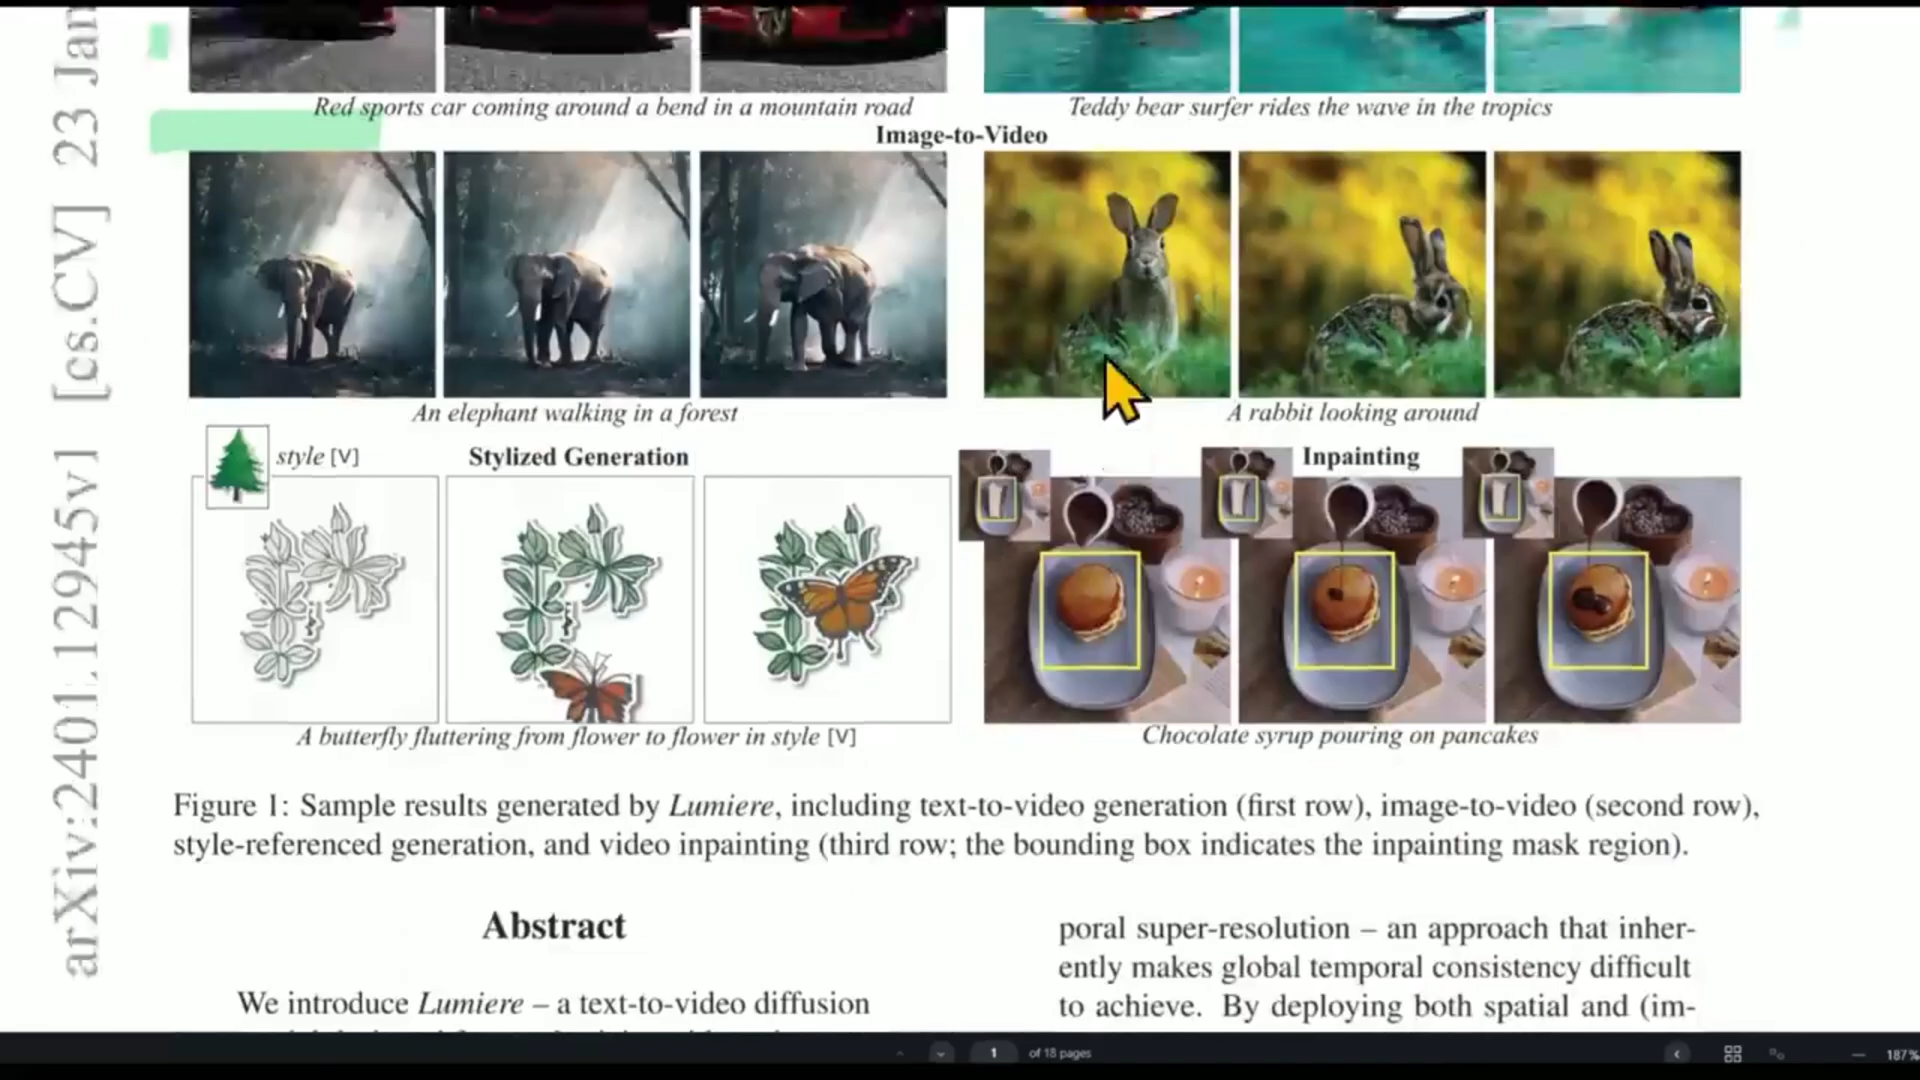 arXiv:2401.12945v1 [cs.CV] 23 Jan
Red sports car coming around a bend in a mountain road
Teddy bear surfer rides the wave in the tropics
Image-to-Video
An elephant walking in a forest
A rabbit looking around
style [V]
Stylized Generation
Inpainting
A butterfly fluttering from flower to flower in style [V]
Chocolate syrup pouring on pancakes
Figure 1: Sample results generated by Lumiere, including text-to-video generation (first row), image-to-video (second row),
style-referenced generation, and video inpainting (third row; the bounding box indicates the inpainting mask region).
Abstract
We introduce Lumiere – a text-to-video diffusion
poral super-resolution – an approach that inher-
ently makes global temporal consistency difficult
to achieve. By deploying both spatial and (im-
1 of 18 pages
187%